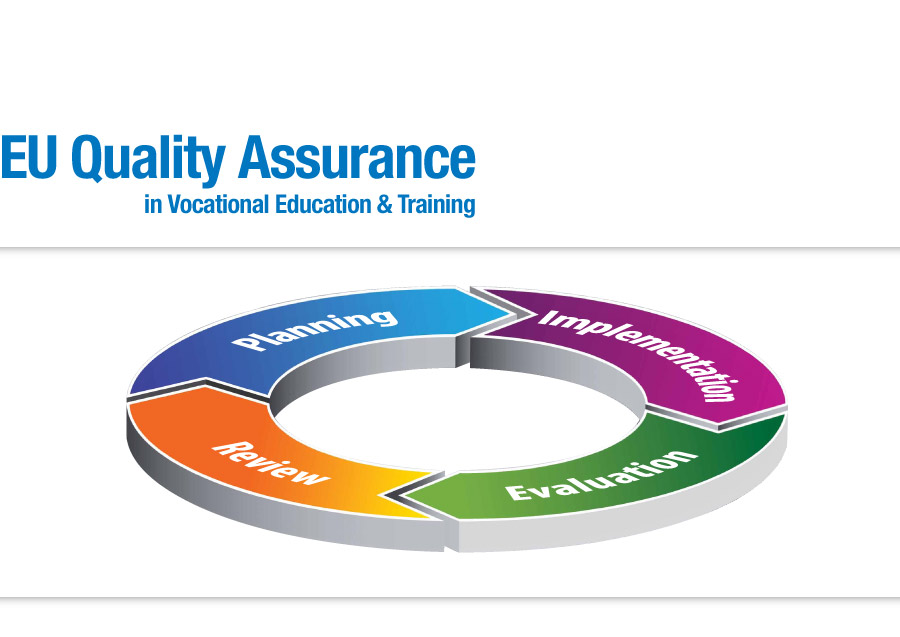 EU Quality Assurance
in Vocational Education & Training
Planning
Implementation
Review
Evaluation